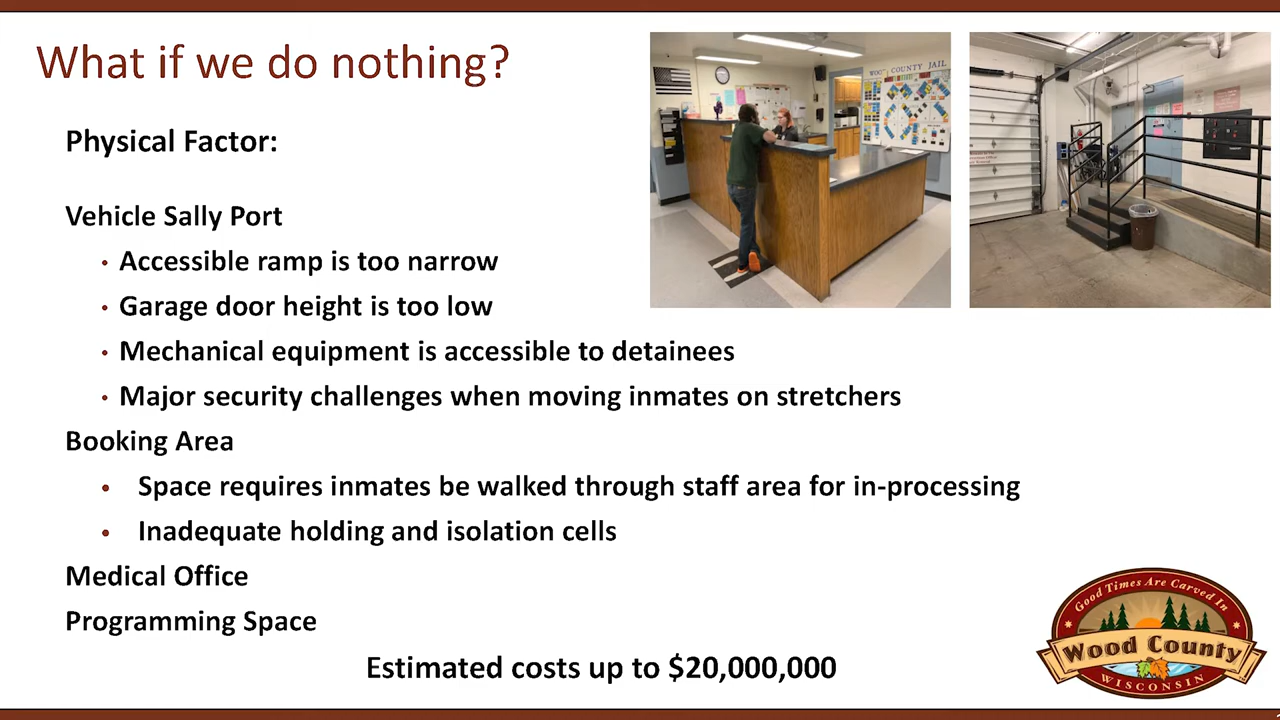 What if we do nothing?
Physical Factor:
Vehicle Sally Port
• Accessible ramp is too narrow
• Garage door height is too low
• Mechanical equipment is accessible to detainees
• Major security challenges when moving inmates on stretchers
Booking Area
• Space requires inmates be walked through staff area for in-processing
• Inadequate holding and isolation cells
Medical Office
Programming Space
Estimated costs up to $20,000,000
COUNTY JAIL
Good Times Are Carved In
Wood County
WISCONSIN